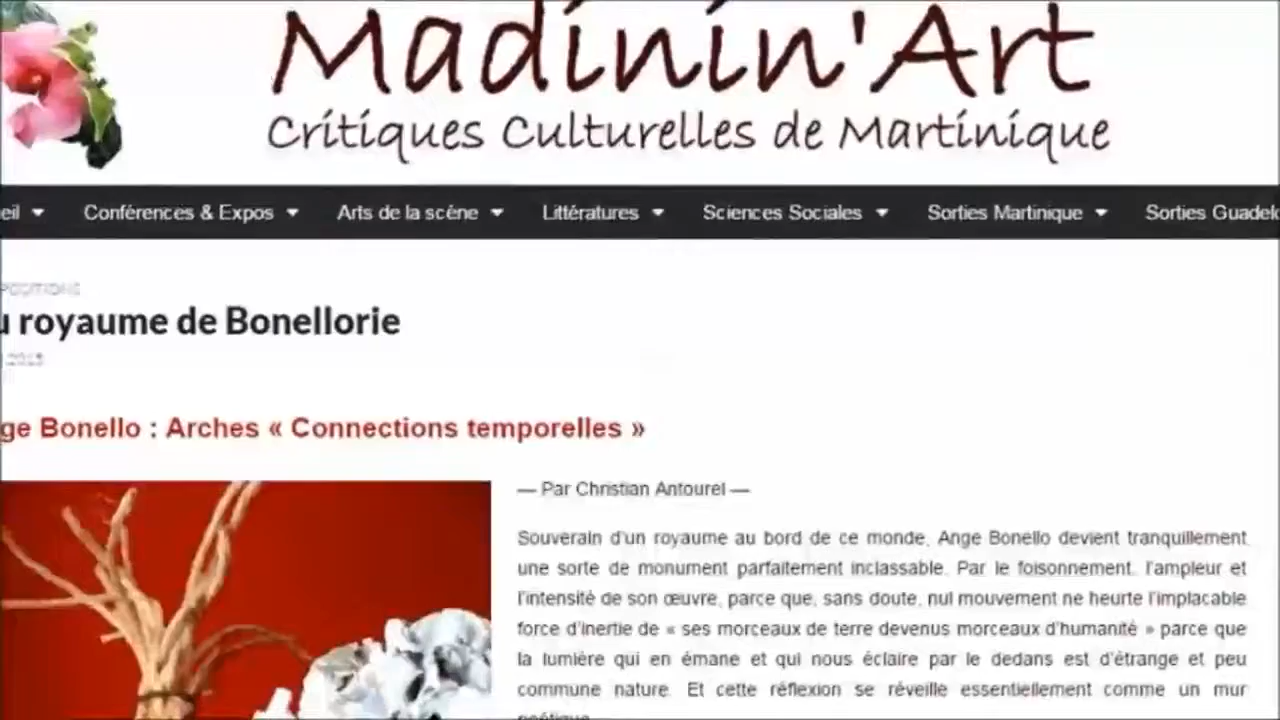 Madinin'Art
Critiques Culturelles de Martinique
eil Conférences & Expos Arts de la scène Littératures Sciences Sociales Sorties Martinique Sorties Guadel
royaume de Bonellorie
2013
ge Bonello : Arches « Connections temporelles »
— Par Christian Antourel —
Souverain d'un royaume au bord de ce monde, Ange Bonello devient tranquillement
une sorte de monument parfaitement inclassable. Par le foisonnement, l'ampleur et
l'intensité de son œuvre, parce que, sans doute, nul mouvement ne heurte l'implacable
force d'inertie de « ses morceaux de terre devenus morceaux d'humanité » parce que
la lumière qui en émane et qui nous éclaire par le dedans est d'étrange et peu
commune nature. Et cette réflexion se réveille essentiellement comme un mur